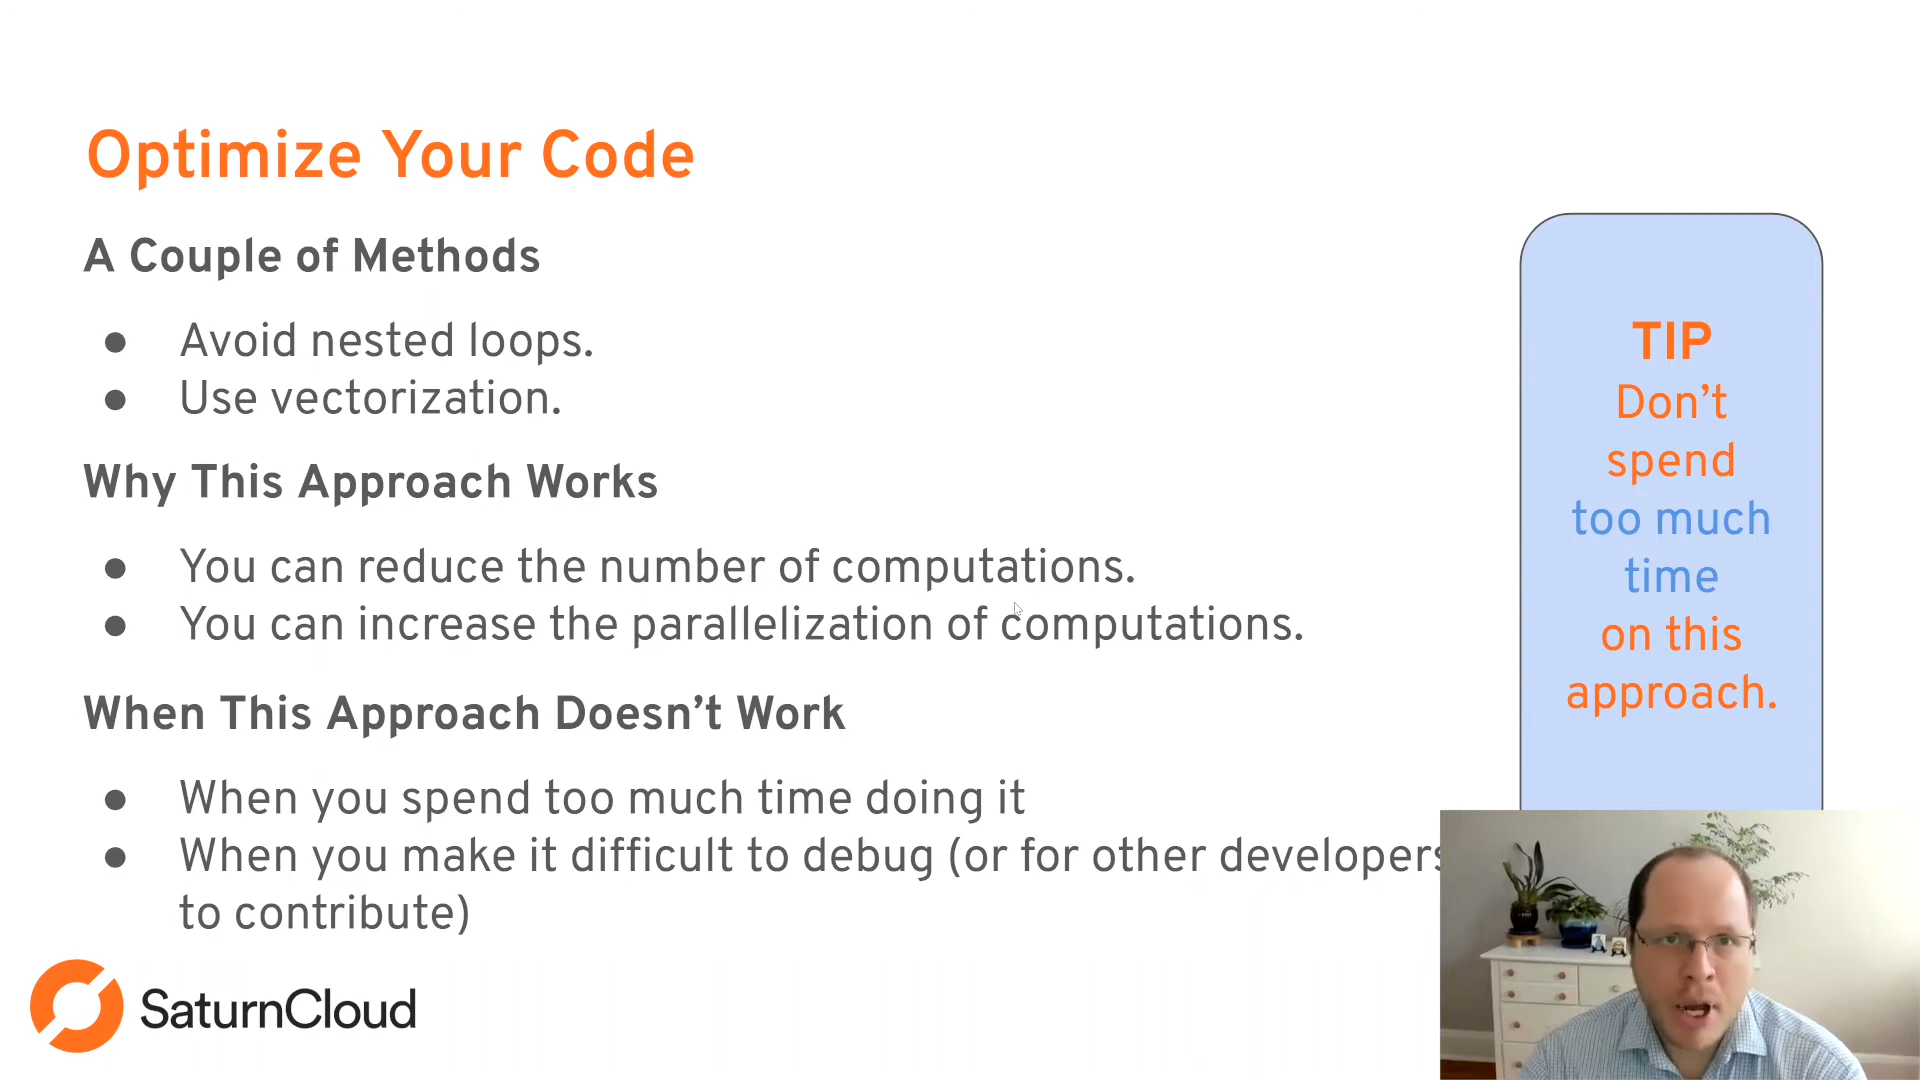 Optimize Your Code
A Couple of Methods
● Avoid nested loops.
● Use vectorization.
Why This Approach Works
● You can reduce the number of computations.
● You can increase the parallelization of computations.
When This Approach Doesn’t Work
● When you spend too much time doing it
● When you make it difficult to debug (or for other developers
to contribute)
TIP
Don’t
spend
too much
time
on this
approach.
SaturnCloud